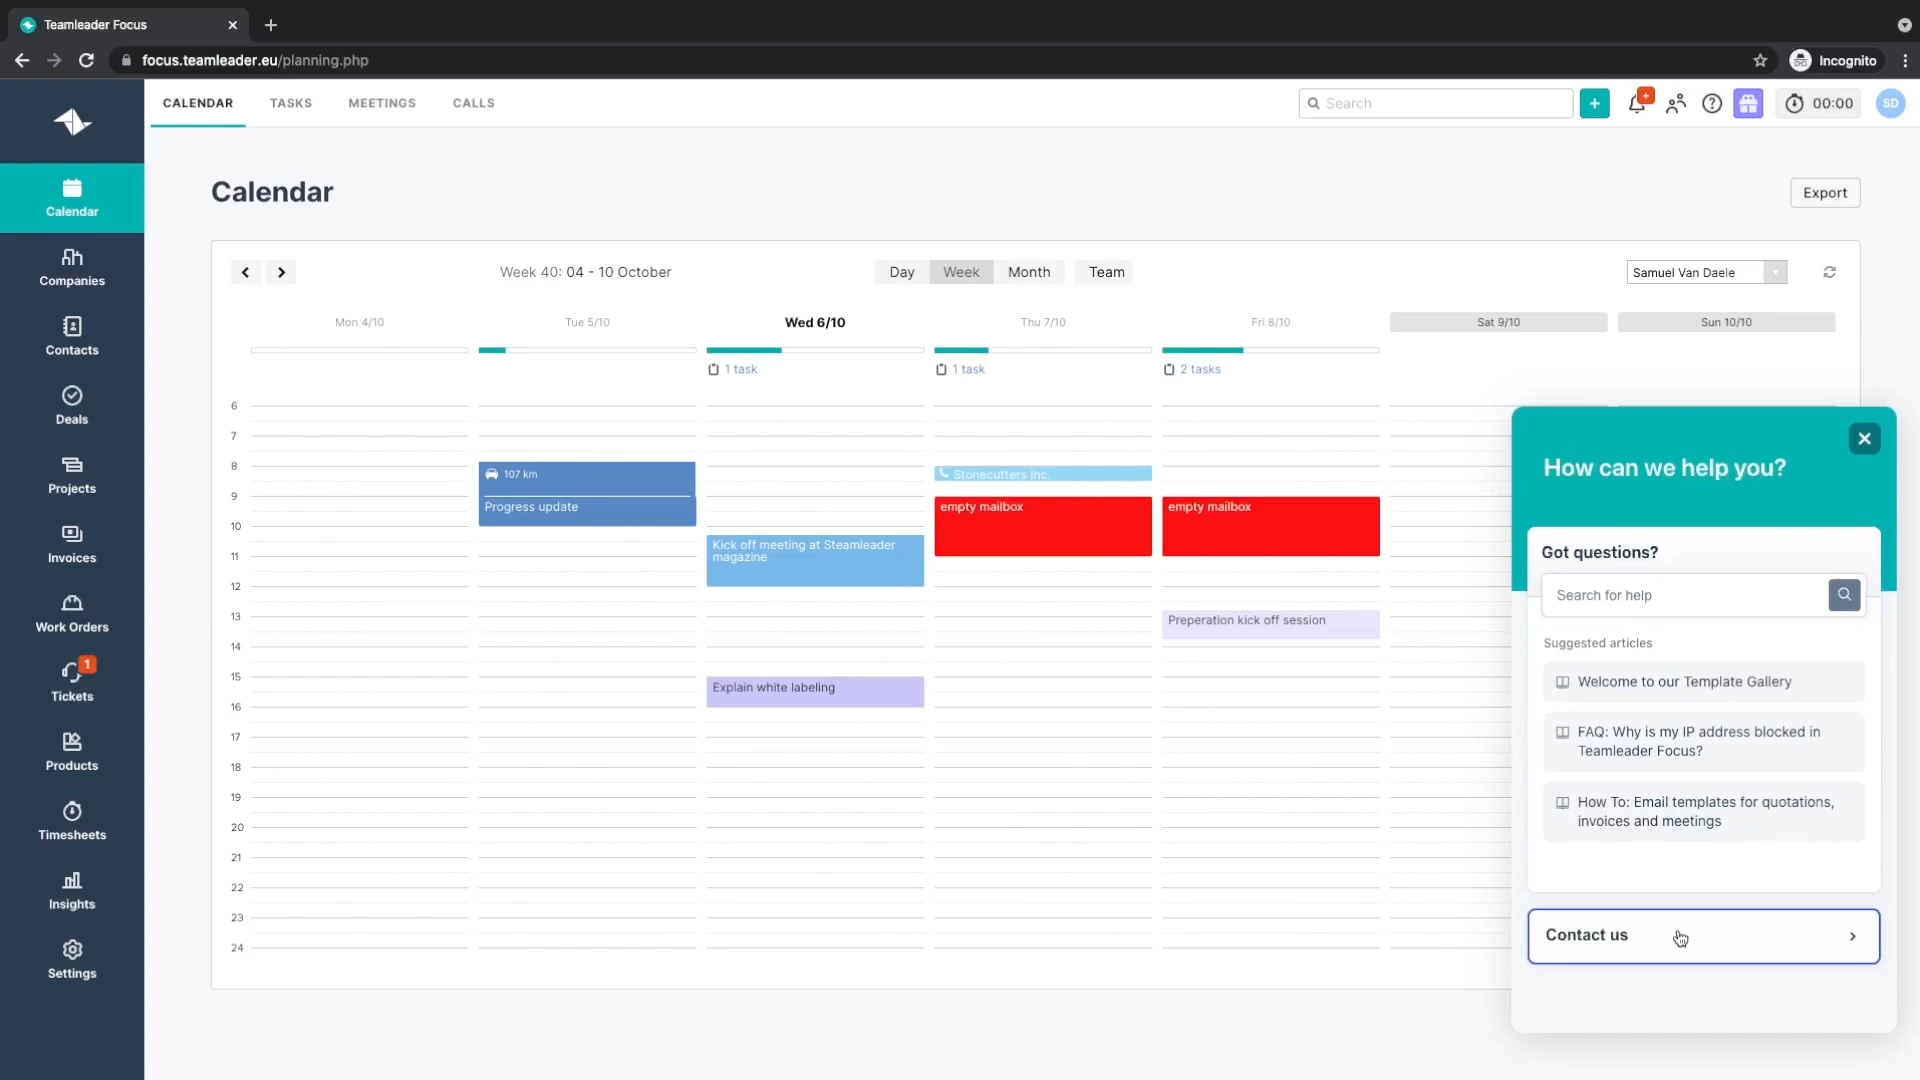 Teamleader Focus
focus.teamleader.eu/planning.php
Incognito
CALENDAR
TASKS
MEETINGS
CALLS
Search
00:00
SD
Calendar
Companies
Contacts
Deals
Projects
Invoices
Work Orders
1
Tickets
Products
Timesheets
Insights
Settings
Calendar
Export
Week 40: 04 - 10 October
Day
Week
Month
Team
Samuel Van Daele
Mon 4/10
Tue 5/10
Wed 6/10
Thu 7/10
Fri 8/10
Sat 9/10
Sun 10/10
1 task
1 task
2 tasks
6
7
8
9
10
11
12
13
14
15
16
17
18
19
20
21
22
23
24
107 km
Progress update
Kick off meeting at Steamleader
magazine
Explain white labeling
Stonecutters Inc.
empty mailbox
empty mailbox
Preperation kick off session
How can we help you?
Got questions?
Search for help
Suggested articles
Welcome to our Template Gallery
FAQ: Why is my IP address blocked in
Teamleader Focus?
How To: Email templates for quotations,
invoices and meetings
Contact us